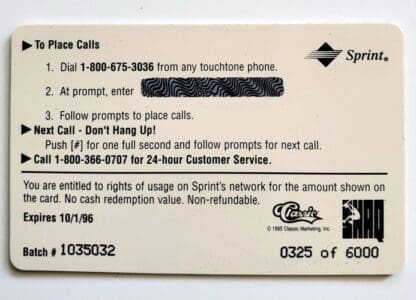 ▶ To Place Calls
Sprint®
1. Dial 1-800-675-3036 from any touchtone phone.
2. At prompt, enter
3. Follow prompts to place calls.
▶ Next Call - Don't Hang Up!
Push [#] for one full second and follow prompts for next call.
▶ Call 1-800-366-0707 for 24-hour Customer Service.
You are entitled to rights of usage on Sprint's network for the amount shown on
the card. No cash redemption value. Non-refundable.
Expires 10/1/96
Classic
© 1995 Classic Marketing, Inc.
SHAQ
Batch # 1035032
0325 of 6000